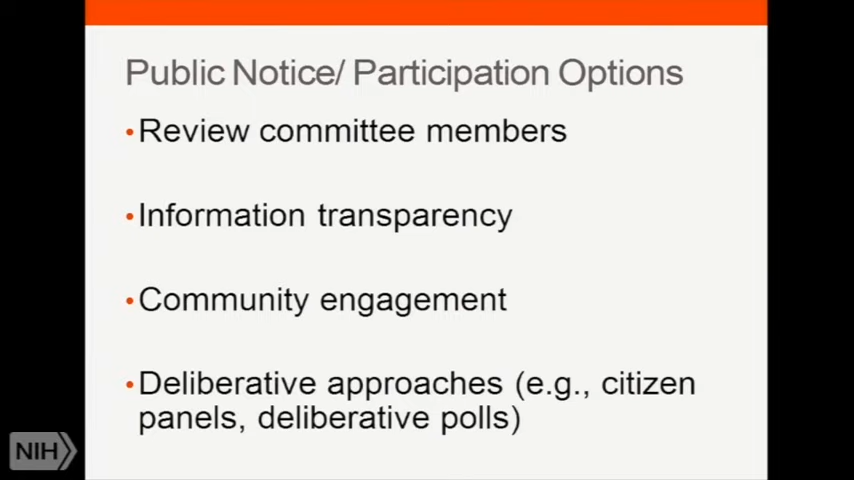 Public Notice/ Participation Options
•Review committee members
•Information transparency
•Community engagement
•Deliberative approaches (e.g., citizen
panels, deliberative polls)
NIH